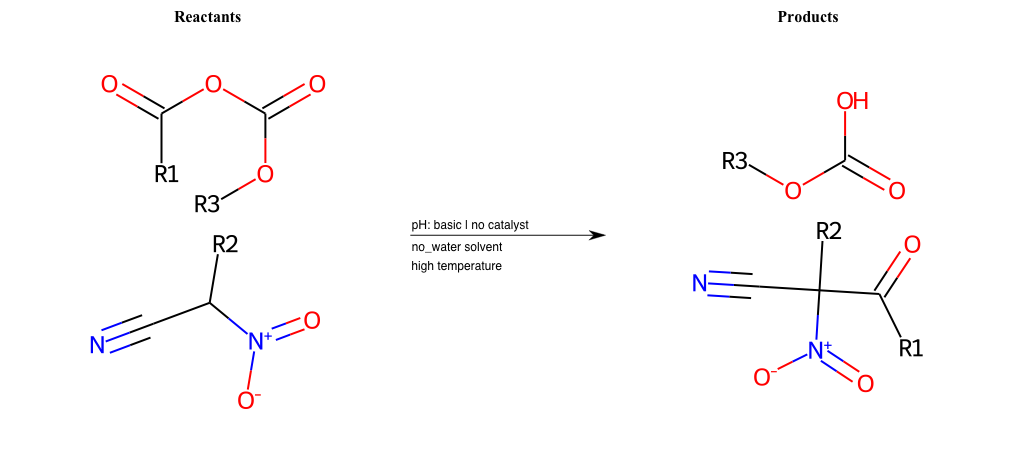 Reactants
Products
O
O
O
R1
O
R3
R2
N
N+
O
O-
pH: basic | no catalyst
no_water solvent
high temperature
OH
R3
O
O
R2
O
N
N+
R1
O-
O